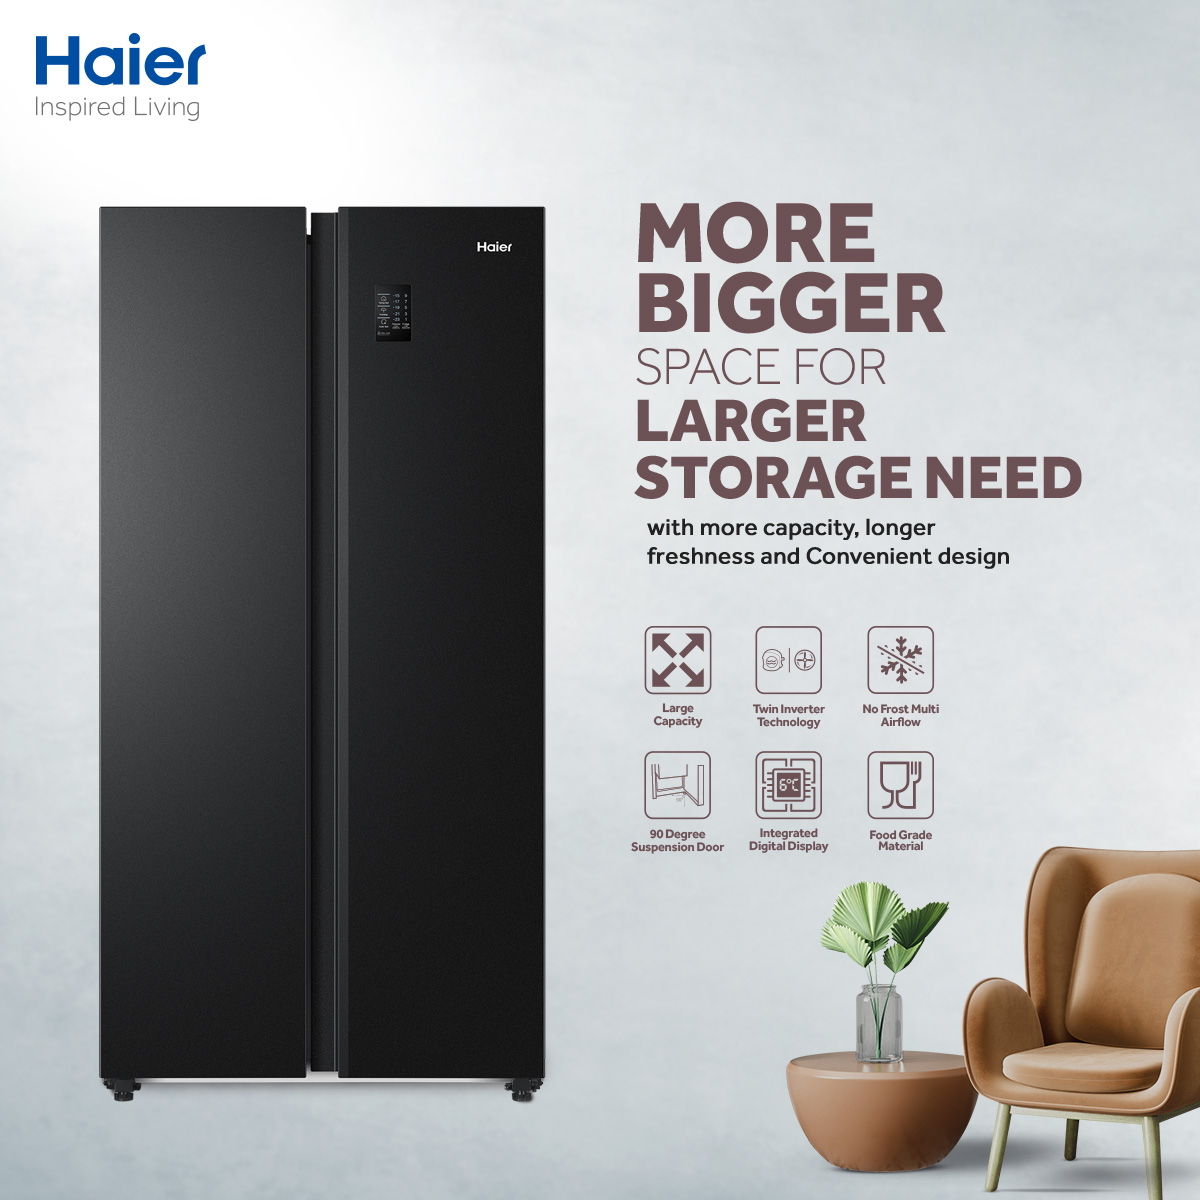 Haier
Inspired Living
Haier
MORE
BIGGER
SPACE FOR
LARGER
STORAGE NEED
with more capacity, longer
freshness and Convenient design
Large
Capacity
Twin Inverter
Technology
No Frost Multi
Airflow
90 Degree
Suspension Door
6°C
Integrated
Digital Display
Food Grade
Material